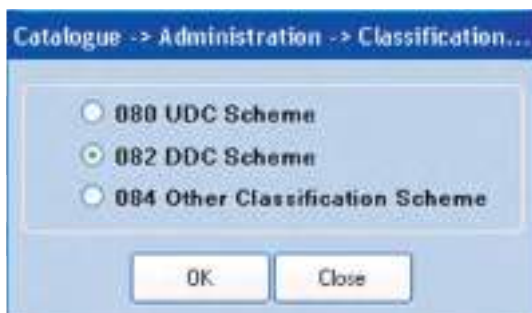 Catalogue -> Administration -> Classification...
080 UDC Scheme
082 DDC Scheme
084 Other Classification Scheme
OK
Close